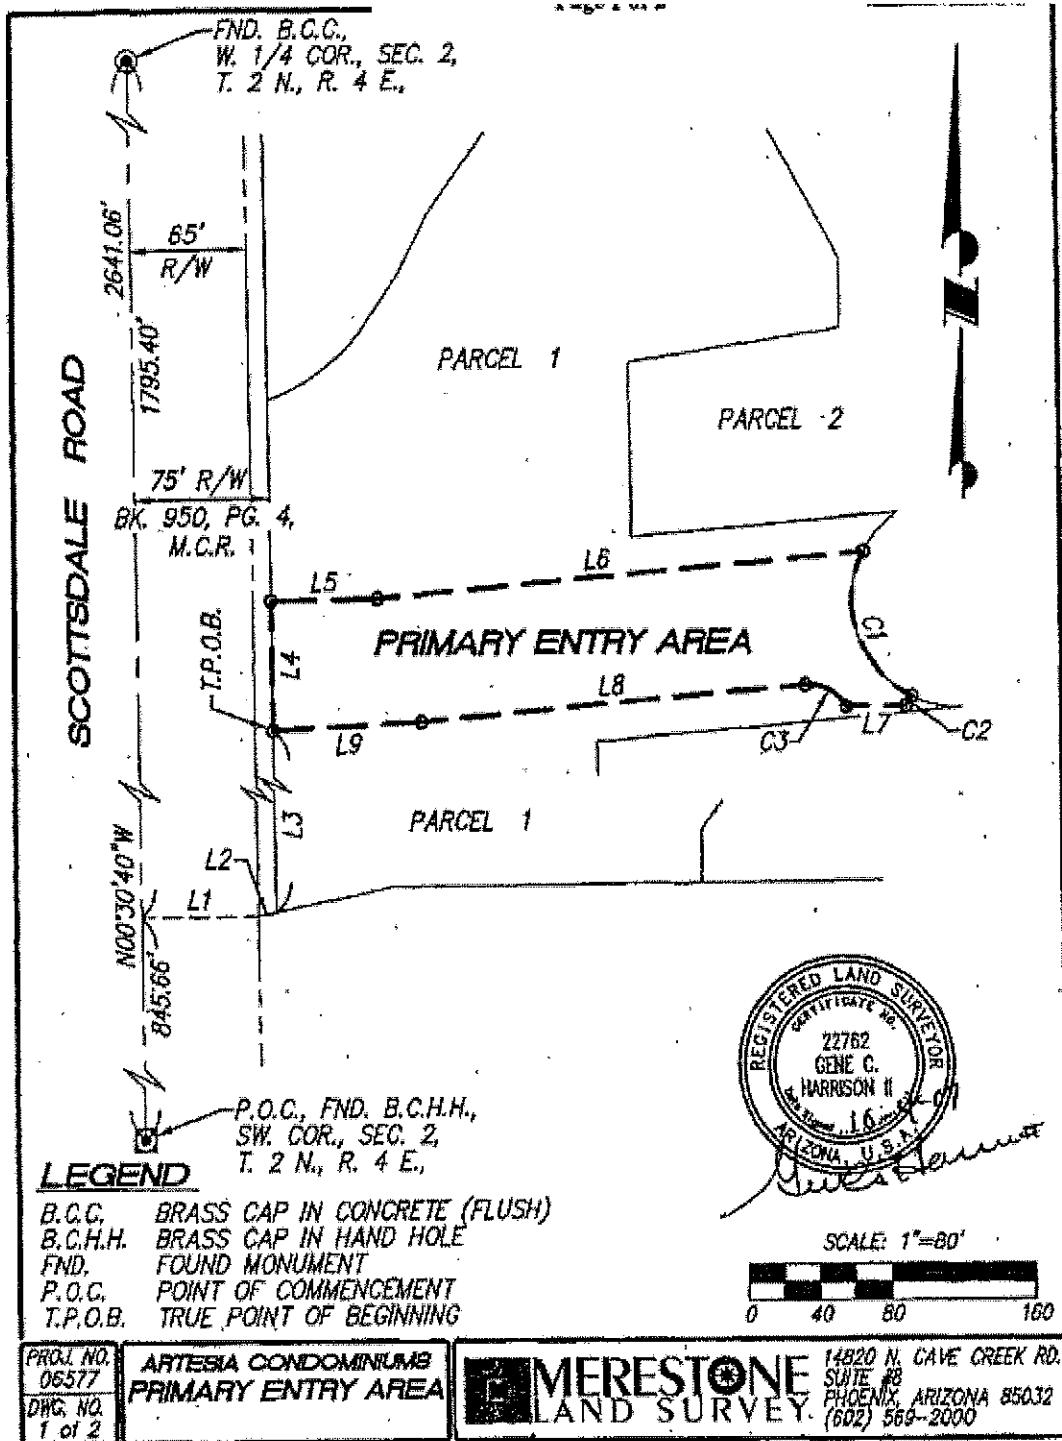 FND. B.C.C.,
W. 1/4 COR., SEC. 2,
T. 2 N., R. 4 E.,
2641.06'
65'
R/W
1795.40'
SCOTTSDALE ROAD
PARCEL 1
PARCEL 2
75' R/W
BK. 950, PG. 4,
M.C.R.
L5
L6
T.P.O.B.
L4
PRIMARY ENTRY AREA
C1
L8
L9
C3
L7
C2
L3
PARCEL 1
L2
L1
N00°30'40"W
845.66'
REGISTERED LAND SURVEYOR
CERTIFICATE NO.
22762
GENE C.
HARRISON II
ARIZONA, U.S.A.
P.O.C., FND. B.C.H.H.,
SW. COR., SEC. 2,
T. 2 N., R. 4 E.,
LEGEND
B.C.C. BRASS CAP IN CONCRETE (FLUSH)
B.C.H.H. BRASS CAP IN HAND HOLE
FND. FOUND MONUMENT
P.O.C. POINT OF COMMENCEMENT
T.P.O.B. TRUE POINT OF BEGINNING
SCALE: 1"=80'
0 40 80 160
PROJ. NO.
06577
DWG. NO.
1 of 2
ARTESIA CONDOMINIUMS
PRIMARY ENTRY AREA
MERESTONE
LAND SURVEY
14820 N. CAVE CREEK RD.
SUITE #8
PHOENIX, ARIZONA 85032
(602) 569-2000